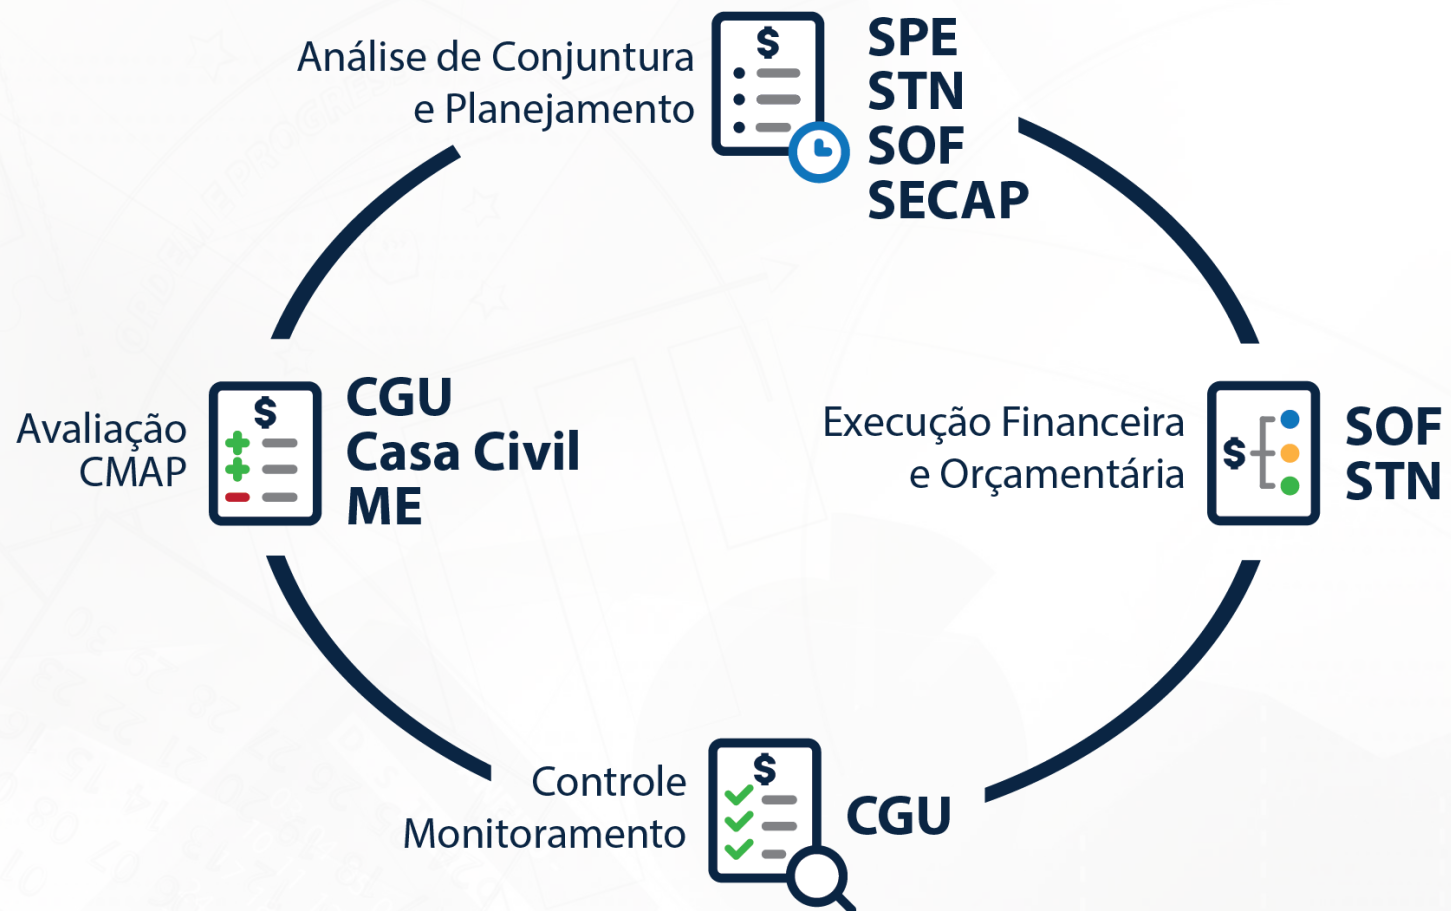 Análise de Conjuntura
e Planejamento
$
SPE
STN
SOF
SECAP
Avaliação
CMAP
$
CGU
Casa Civil
ME
Execução Financeira
e Orçamentária
$
SOF
STN
Controle
Monitoramento
$
CGU